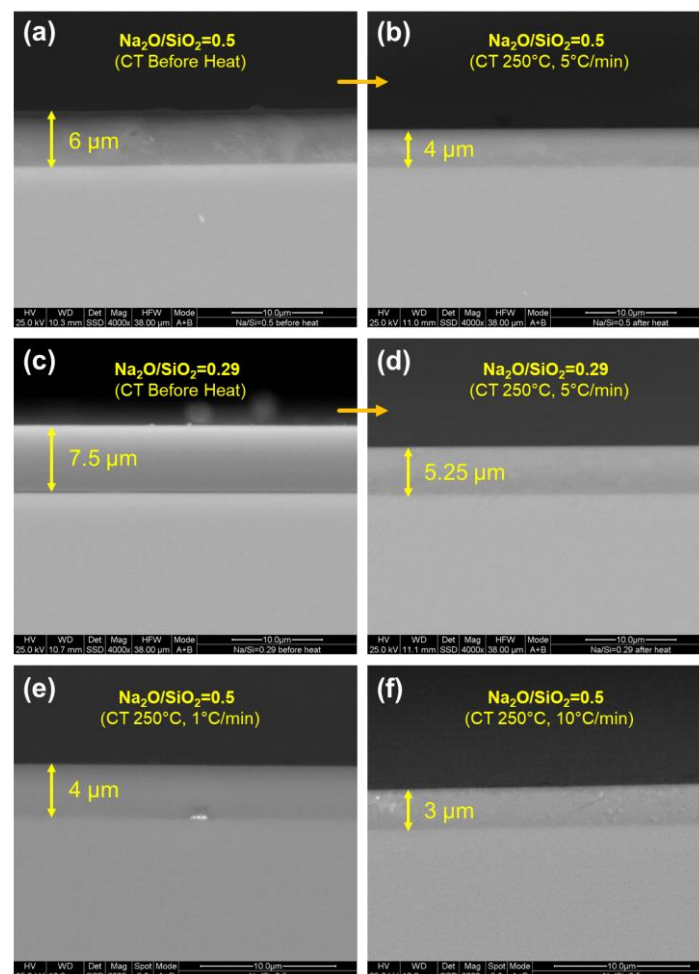 (a)
Na₂O/SiO₂=0.5
(CT Before Heat)
6 µm
HV WD Det Mag HFW Mode 10.0µm
25.0 kV 10.3 mm SSD 4000x 38.00 µm A+B Na/Si=0.5 before heat
(b)
Na₂O/SiO₂=0.5
(CT 250°C, 5°C/min)
4 µm
HV WD Det Mag HFW Mode 10.0µm
25.0 kV 11.0 mm SSD 4000x 38.00 µm A+B Na/Si=0.5 after heat
(c)
Na₂O/SiO₂=0.29
(CT Before Heat)
7.5 µm
HV WD Det Mag HFW Mode 10.0µm
25.0 kV 10.7 mm SSD 4000x 38.00 µm A+B Na/Si=0.29 before heat
(d)
Na₂O/SiO₂=0.29
(CT 250°C, 5°C/min)
5.25 µm
HV WD Det Mag HFW Mode 10.0µm
25.0 kV 11.1 mm SSD 4000x 38.00 µm A+B Na/Si=0.29 after heat
(e)
Na₂O/SiO₂=0.5
(CT 250°C, 1°C/min)
4 µm
HV WD Det Mag Spot Mode 10.0µm
(f)
Na₂O/SiO₂=0.5
(CT 250°C, 10°C/min)
3 µm
HV WD Det Mag Spot Mode 10.0µm